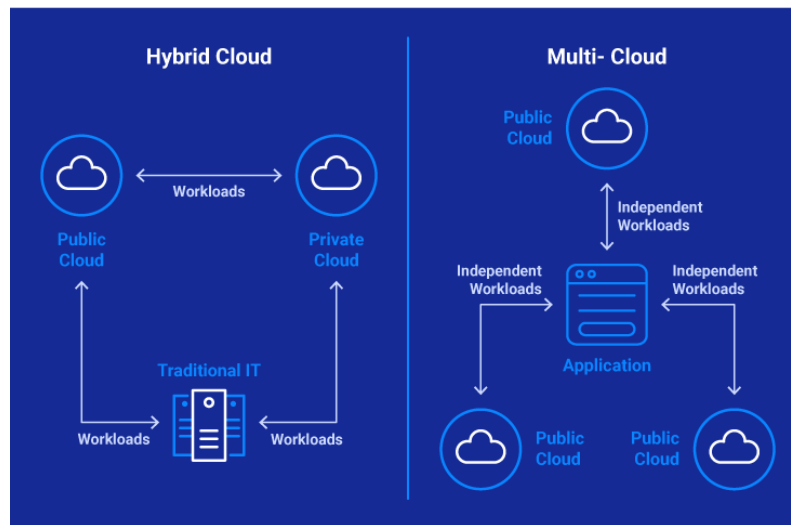 Hybrid Cloud
Workloads
Public
Cloud
Private
Cloud
Traditional IT
Workloads
Workloads
Multi- Cloud
Public
Cloud
Independent
Workloads
Independent
Workloads
Independent
Workloads
Application
Public
Cloud
Public
Cloud